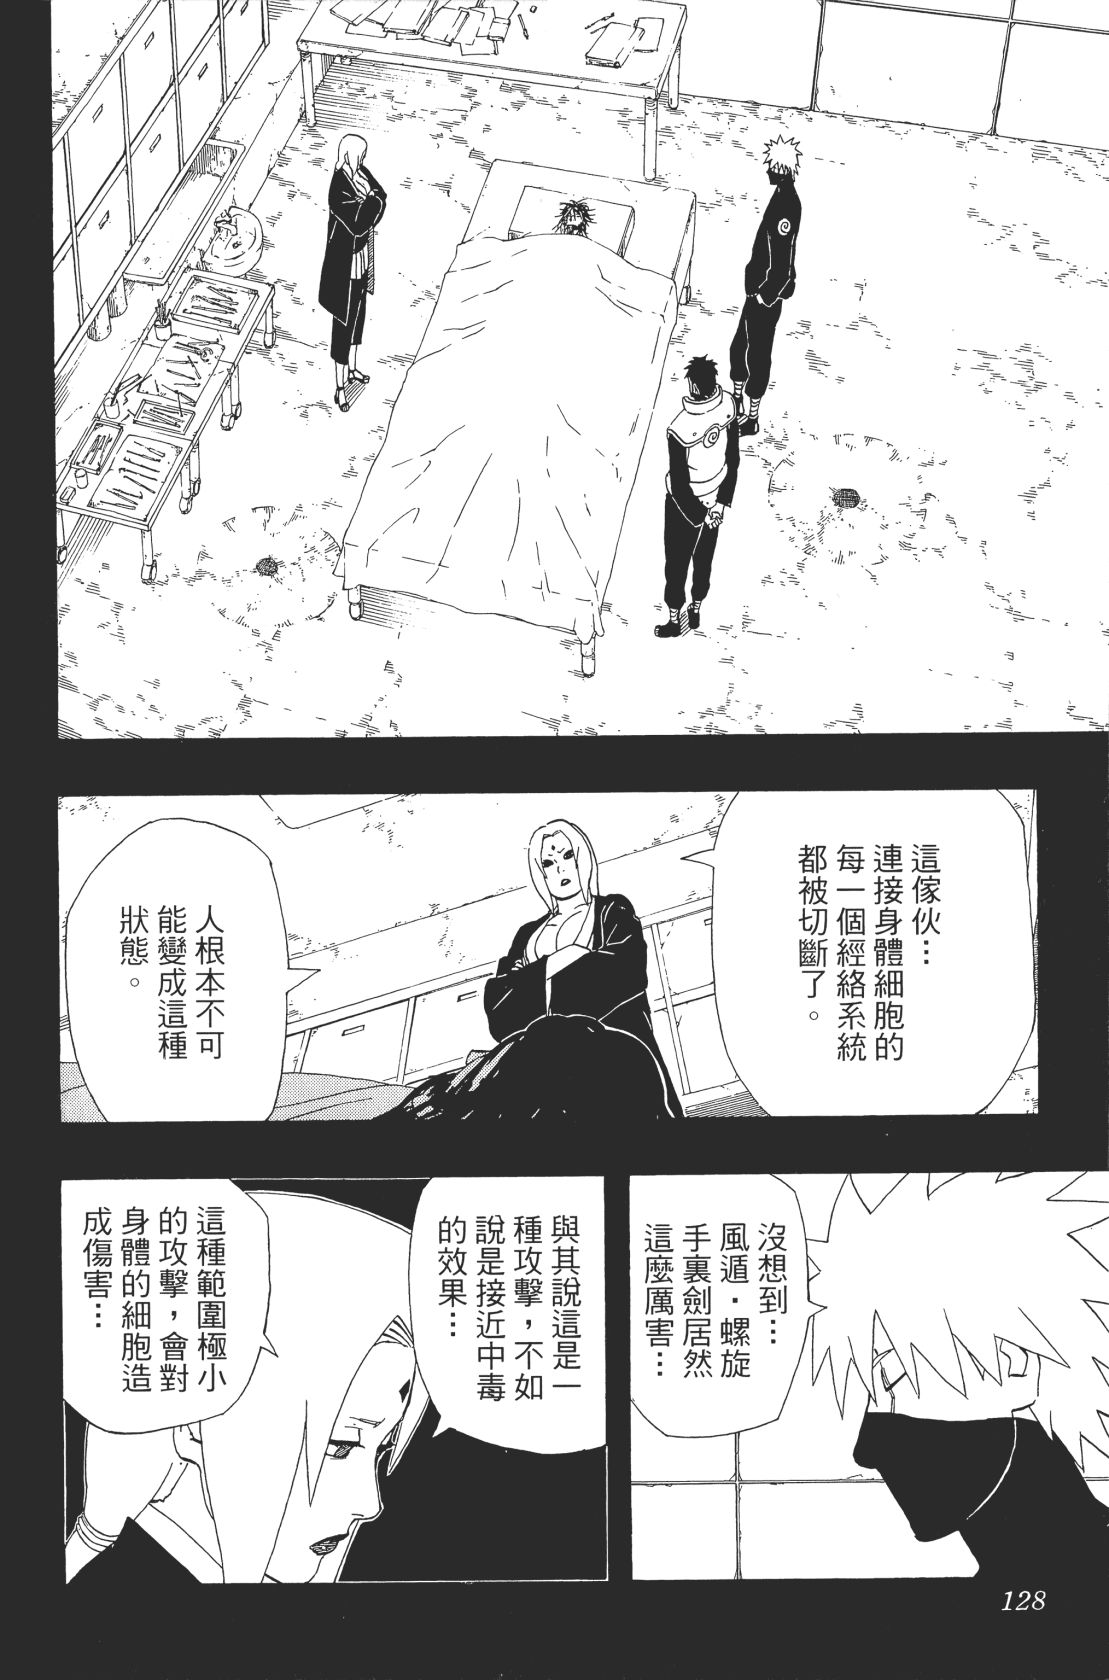 這傢伙…
連接身體細胞的
每一個經絡系統
都被切斷了。
人根本不可
能變成這種
狀態。
沒想到…
風遁．螺旋
手裏劍居然
這麼厲害…
與其說這是一
種攻擊，不如
說是接近中毒
的效果…
這種範圍極小
的攻擊，會對
身體的細胞造
成傷害…
128